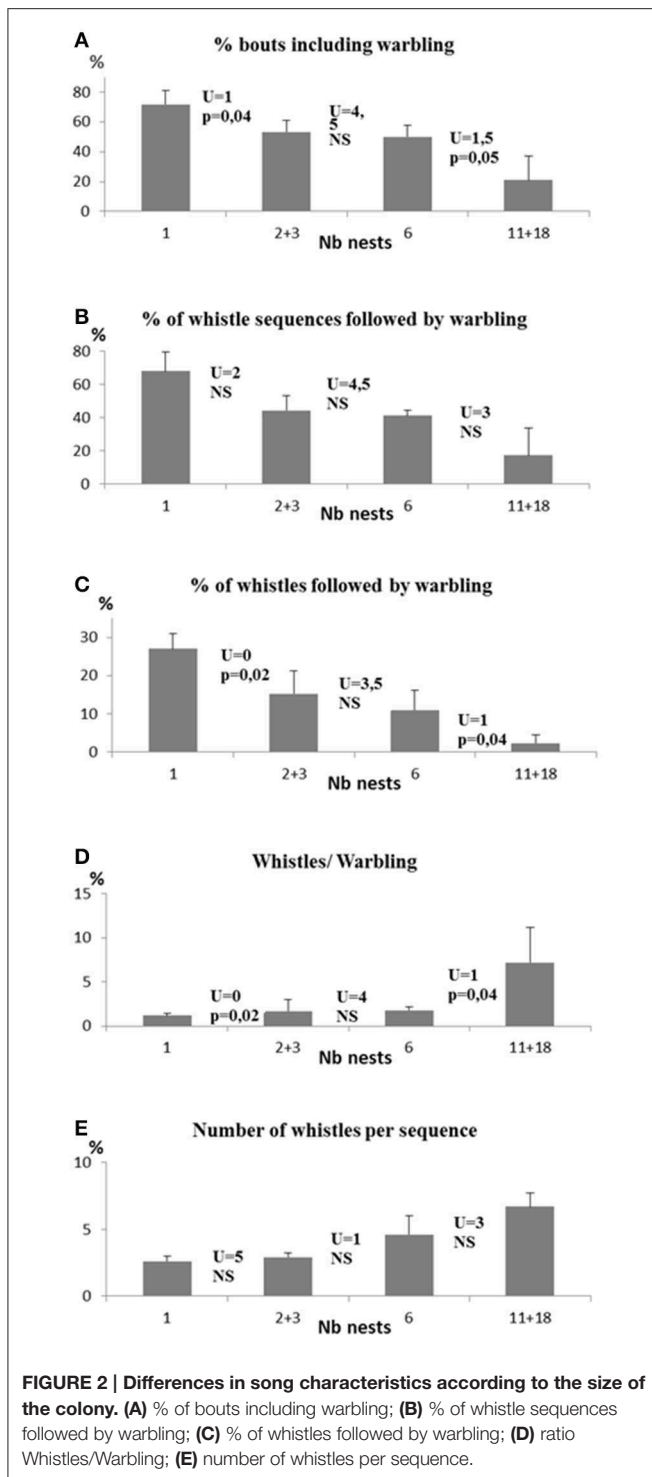 A % bouts including warbling
%
80
60
40
20
0
U=1
p=0,04
U=4,
5
NS
U=1,5
p=0,05
1 2+3 6 11+18
Nb nests
B % of whistle sequences followed by warbling
%
80
60
40
20
0
U=2
NS
U=4,5
NS
U=3
NS
1 2+3 6 11+18
Nb nests
C % of whistles followed by warbling
%
30
20
10
0
U=0
p=0,02
U=3,5
NS
U=1
p=0,04
1 2+3 6 11+18
Nb nests
D Whistles/ Warbling
%
15
10
5
0
U=0
p=0,02
U=4
NS
U=1
p=0,04
1 2+3 6 11+18
Nb nests
E Number of whistles per sequence
%
10
5
0
U=5
NS
U=1
NS
U=3
NS
1 2+3 6 11+18
Nb nests
FIGURE 2 | Differences in song characteristics according to the size of
the colony. (A) % of bouts including warbling; (B) % of whistle sequences
followed by warbling; (C) % of whistles followed by warbling; (D) ratio
Whistles/Warbling; (E) number of whistles per sequence.